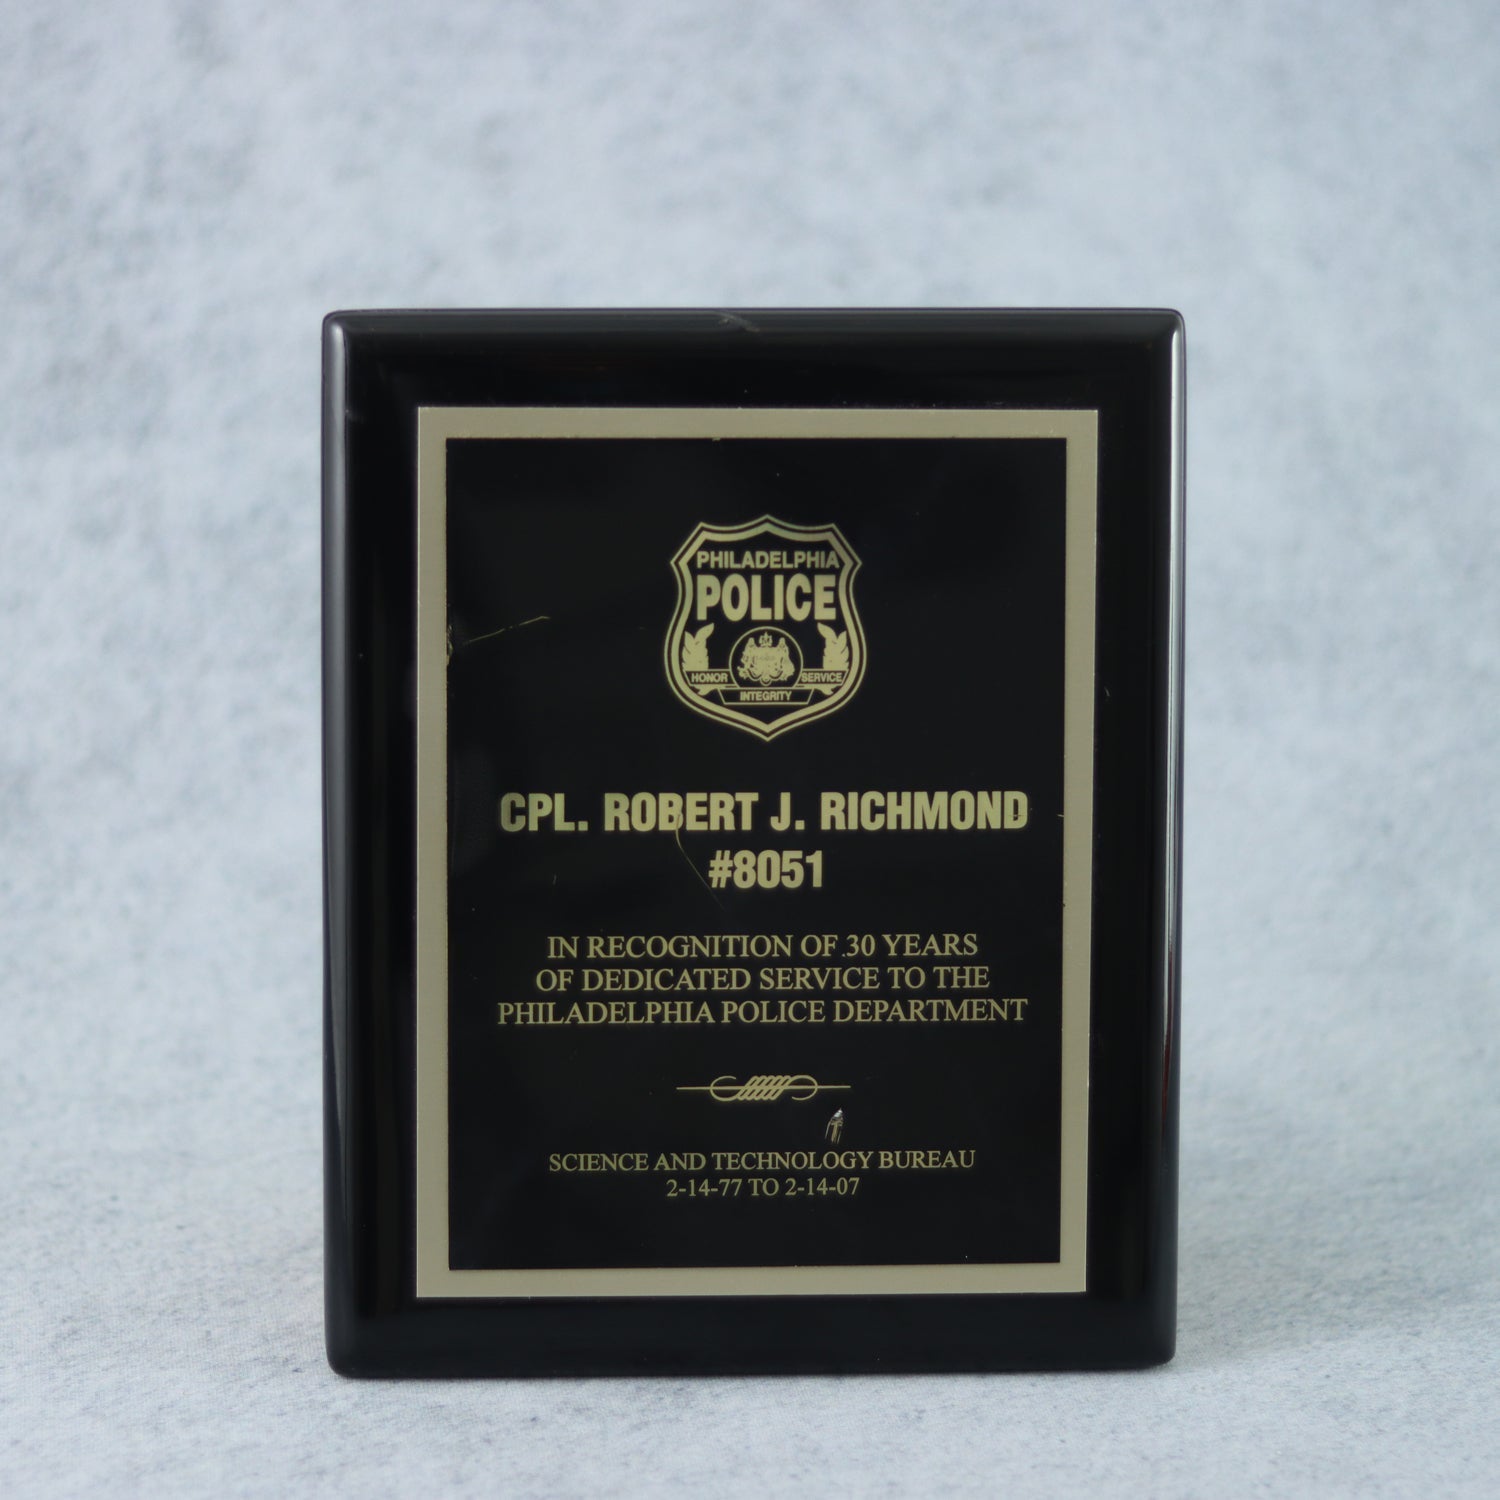 PHILADELPHIA
POLICE
HONOR
SERVICE
INTEGRITY
CPL. ROBERT J. RICHMOND
#8051
IN RECOGNITION OF 30 YEARS
OF DEDICATED SERVICE TO THE
PHILADELPHIA POLICE DEPARTMENT
SCIENCE AND TECHNOLOGY BUREAU
2-14-77 TO 2-14-07